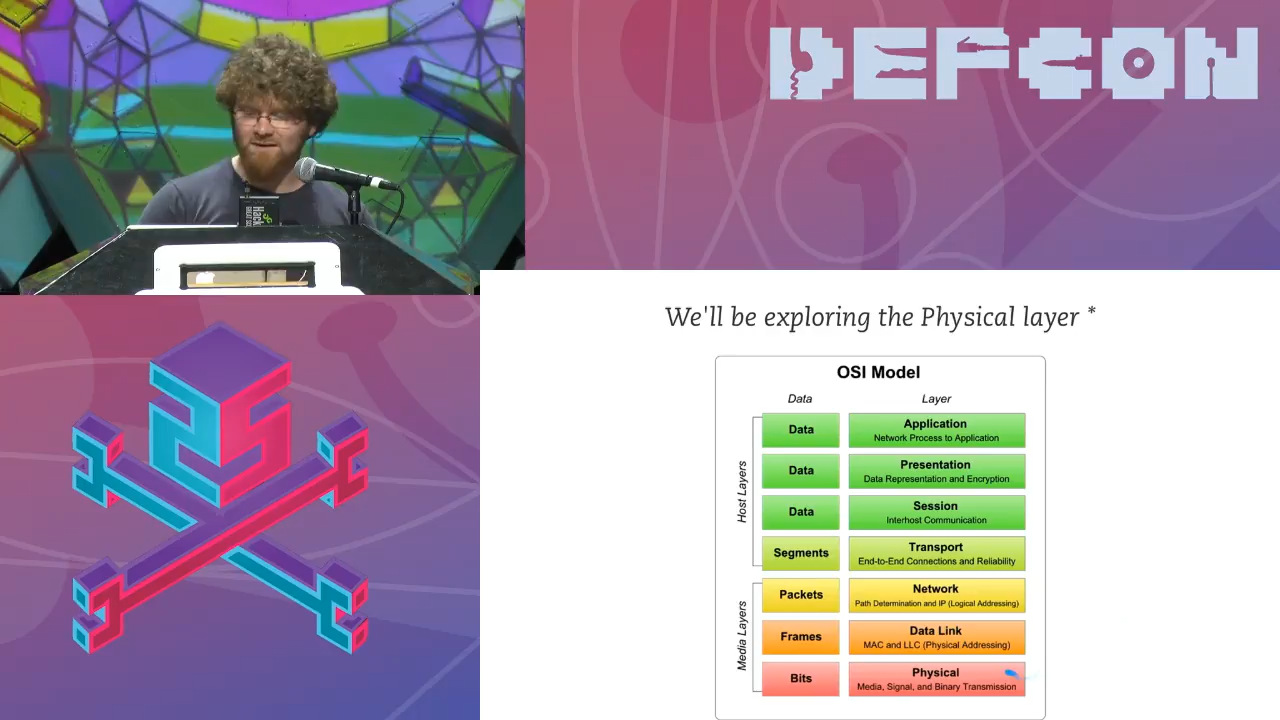 DEFCON
Hack
We'll be exploring the Physical layer *
OSI Model
Data
Layer
Host Layers
Data
Application
Network Process to Application
Data
Presentation
Data Representation and Encryption
Data
Session
Interhost Communication
Segments
Transport
End-to-End Connections and Reliability
Media Layers
Packets
Network
Path Determination and IP (Logical Addressing)
Frames
Data Link
MAC and LLC (Physical Addressing)
Bits
Physical
Media, Signal, and Binary Transmission
25